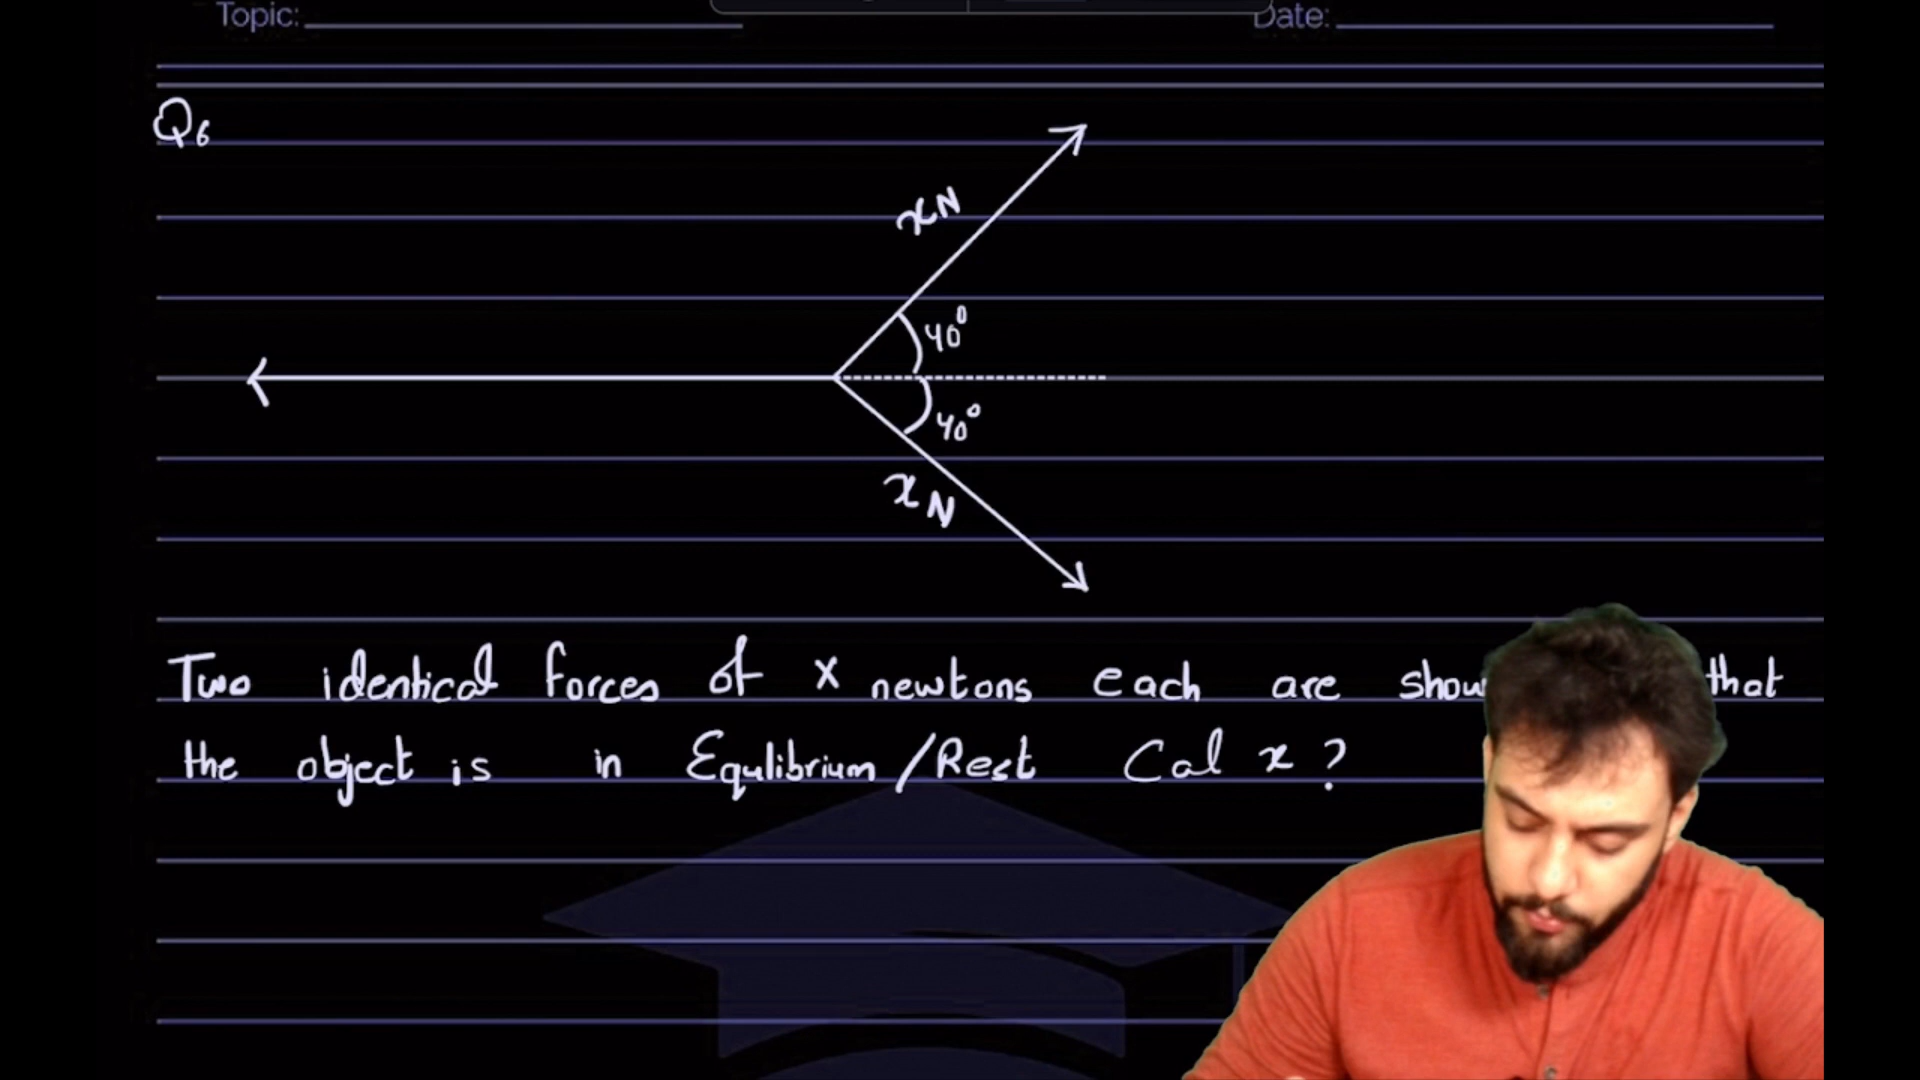 Topic:
Date:
Q6
xN
40°
40°
xN
Two identical forces of x newtons each are that
the object is in Equlibrium/Rest Cal x?